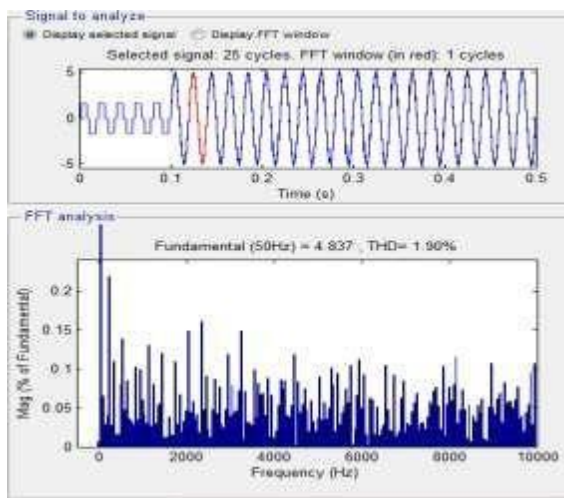 Signal to analyze
Display selected signal Display FFT window
Selected signal: 25 cycles. FFT window (in red): 1 cycles
5
0
-5
0 0.1 0.2 0.3 0.4 0.5
Time (s)
FFT analysis
Fundamental (50Hz) = 4.837 , THD= 1.90%
Mag (% of Fundamental)
0.2
0.15
0.1
0.05
0
0 2000 4000 6000 8000 10000
Frequency (Hz)